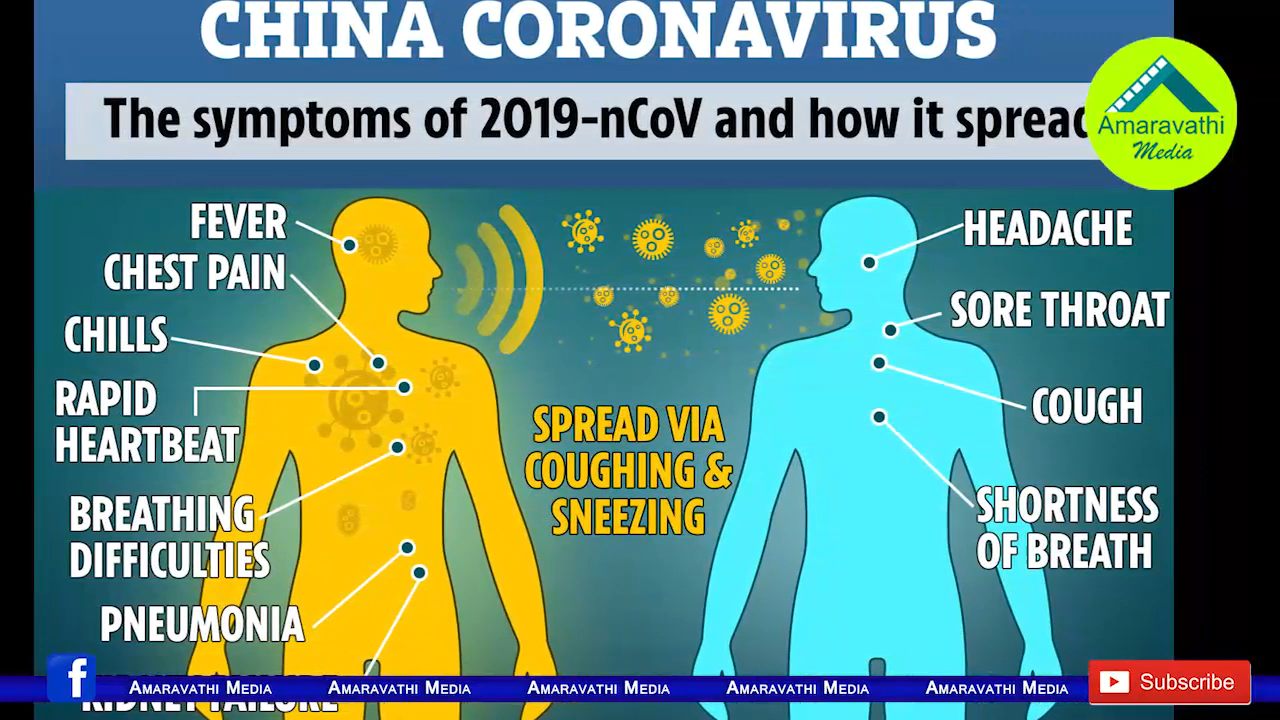 CHINA CORONAVIRUS
The symptoms of 2019-nCoV and how it spread
Amaravathi
Media
FEVER
CHEST PAIN
CHILLS
RAPID
HEARTBEAT
BREATHING
DIFFICULTIES
PNEUMONIA
KIDNEY FAILURE
SPREAD VIA
COUGHING &
SNEEZING
HEADACHE
SORE THROAT
COUGH
SHORTNESS
OF BREATH
f
Amaravathi Media Amaravathi Media Amaravathi Media Amaravathi Media Amaravathi Media
Subscribe